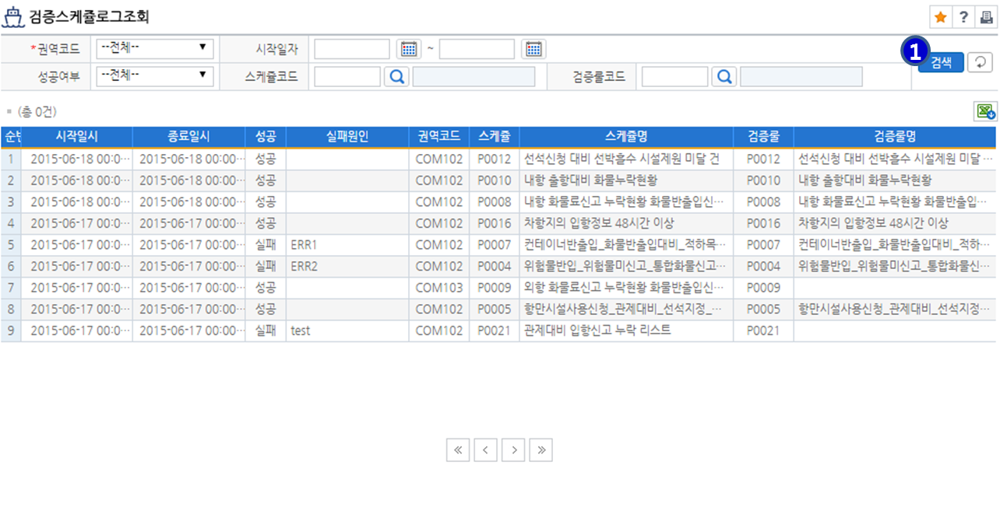 검증스케쥴로그조회
?
*권역코드 --전체-- ▼ 시작일자 ~
1
검색
성공여부 --전체-- ▼ 스케쥴코드 검증룰코드
(총 0건)
순번 시작일시 종료일시 성공 실패원인 권역코드 스케쥴 스케쥴명 검증룰 검증룰명
1 2015-06-18 00:0··· 2015-06-18 00:00··· 성공 COM102 P0012 선석신청 대비 선박흘수 시설제원 미달 건 P0012 선석신청 대비 선박흘수 시설제원 미달 ···
2 2015-06-18 00:0··· 2015-06-18 00:00··· 성공 COM102 P0010 내항 출항대비 화물누락현황 P0010 내항 출항대비 화물누락현황
3 2015-06-18 00:0··· 2015-06-18 00:00··· 성공 COM102 P0008 내항 화물료신고 누락현황 화물반출입신··· P0008 내항 화물료신고 누락현황 화물반출입···
4 2015-06-17 00:0··· 2015-06-17 00:00··· 성공 COM102 P0016 차항지의 입항정보 48시간 이상 P0016 차항지의 입항정보 48시간 이상
5 2015-06-17 00:0··· 2015-06-17 00:00··· 실패 ERR1 COM102 P0007 컨테이너반출입_화물반출입대비_적하목··· P0007 컨테이너반출입_화물반출입대비_적하···
6 2015-06-17 00:0··· 2015-06-17 00:00··· 실패 ERR2 COM102 P0004 위험물반입_위험물미신고_통합화물신고··· P0004 위험물반입_위험물미신고_통합화물신···
7 2015-06-17 00:0··· 2015-06-17 00:00··· 성공 COM103 P0009 외항 화물료신고 누락현황 화물반출입신··· P0009
8 2015-06-17 00:0··· 2015-06-17 00:00··· 성공 COM102 P0005 항만시설사용신청_관제대비_선석지정_··· P0005 항만시설사용신청_관제대비_선석지정···
9 2015-06-17 00:0··· 2015-06-17 00:00··· 실패 test COM102 P0021 관제대비 입항신고 누락 리스트 P0021
« ‹ › »